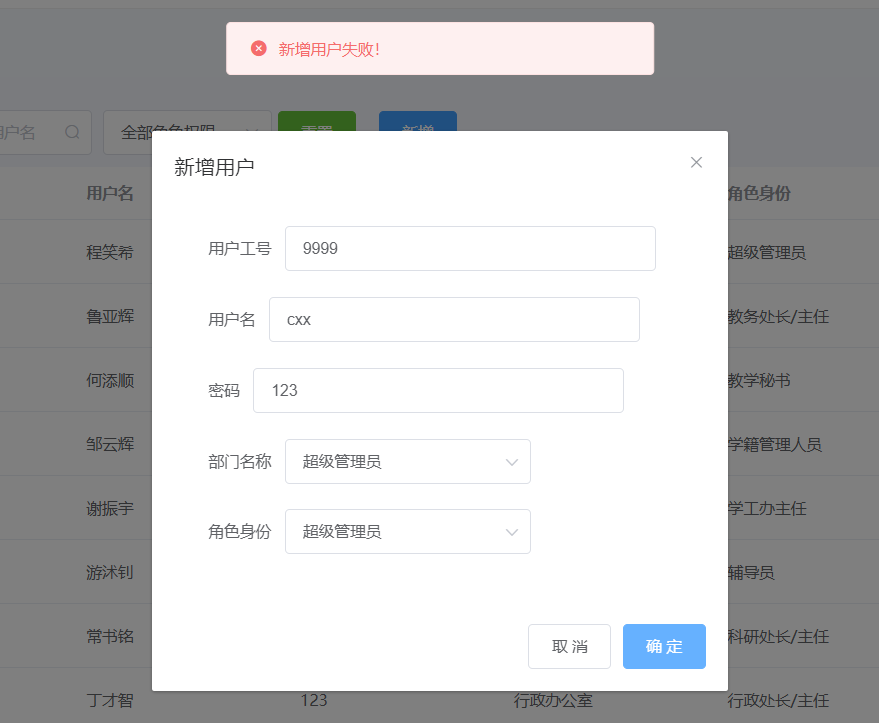 新增用户失败!
户名
全部角色权限
重置
新增
新增用户
用户名
角色身份
用户工号
9999
程笑希
超级管理员
用户名
cxx
鲁亚辉
教务处长/主任
何添顺
教学秘书
密码
123
邹云辉
学籍管理人员
部门名称
超级管理员
谢振宇
学工办主任
角色身份
超级管理员
游沭钊
辅导员
常书铭
科研处长/主任
取消
确定
丁才智
123
行政办公室
行政处长/主任